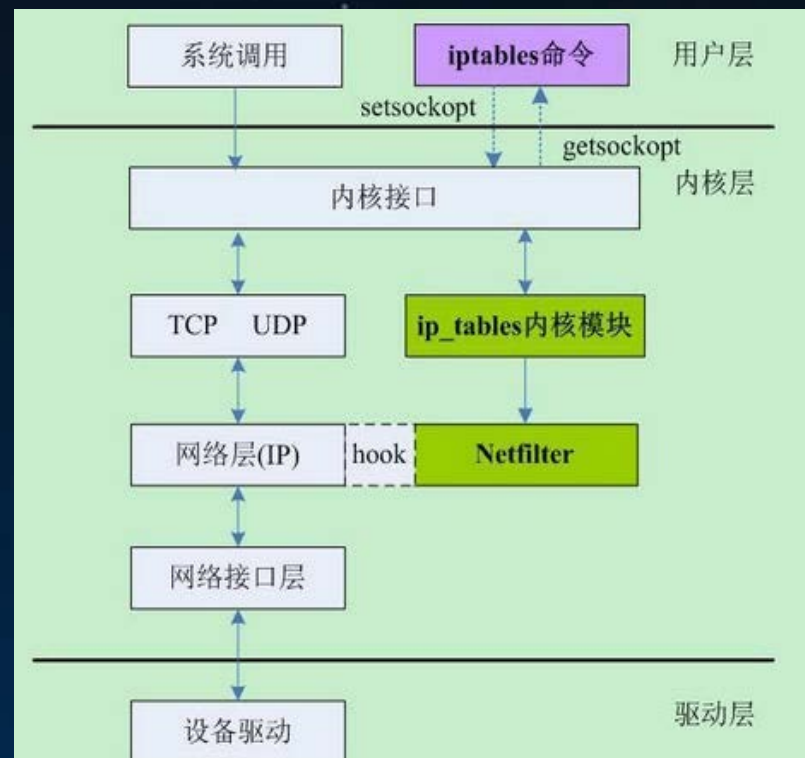 系统调用
iptables命令
用户层
setsockopt
getsockopt
内核层
内核接口
TCP UDP
ip_tables内核模块
网络层(IP)
hook
Netfilter
网络接口层
设备驱动
驱动层